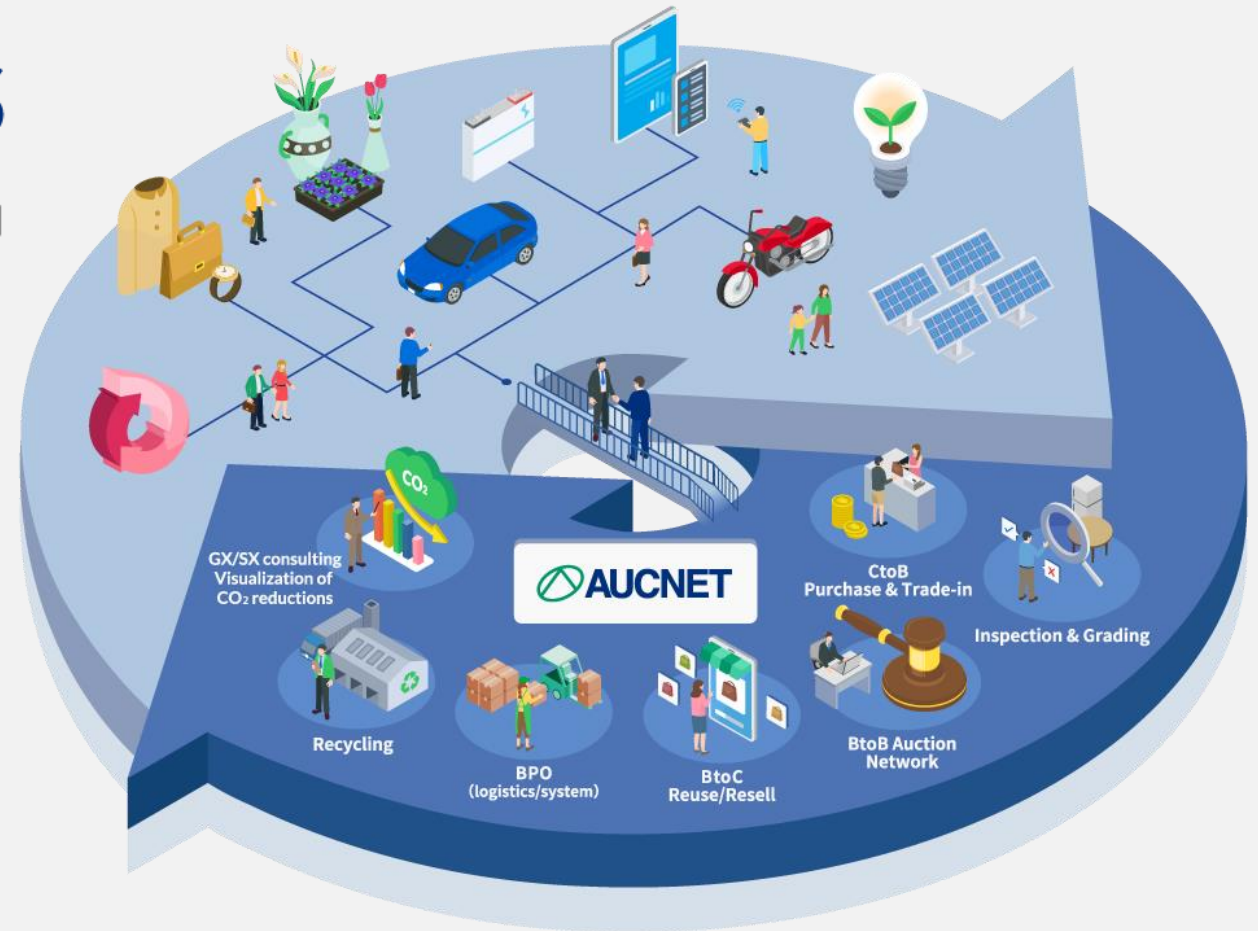 CO₂
GX/SX consulting
Visualization of
CO₂ reductions
AUCNET
CtoB
Purchase & Trade-in
Inspection & Grading
Recycling
BPO
(logistics/system)
BtoC
Reuse/Resell
BtoB Auction
Network